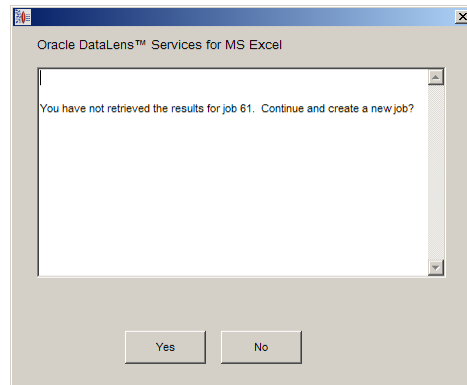 Oracle DataLens™ Services for MS Excel
You have not retrieved the results for job 61.  Continue and create a new job?
Yes
No